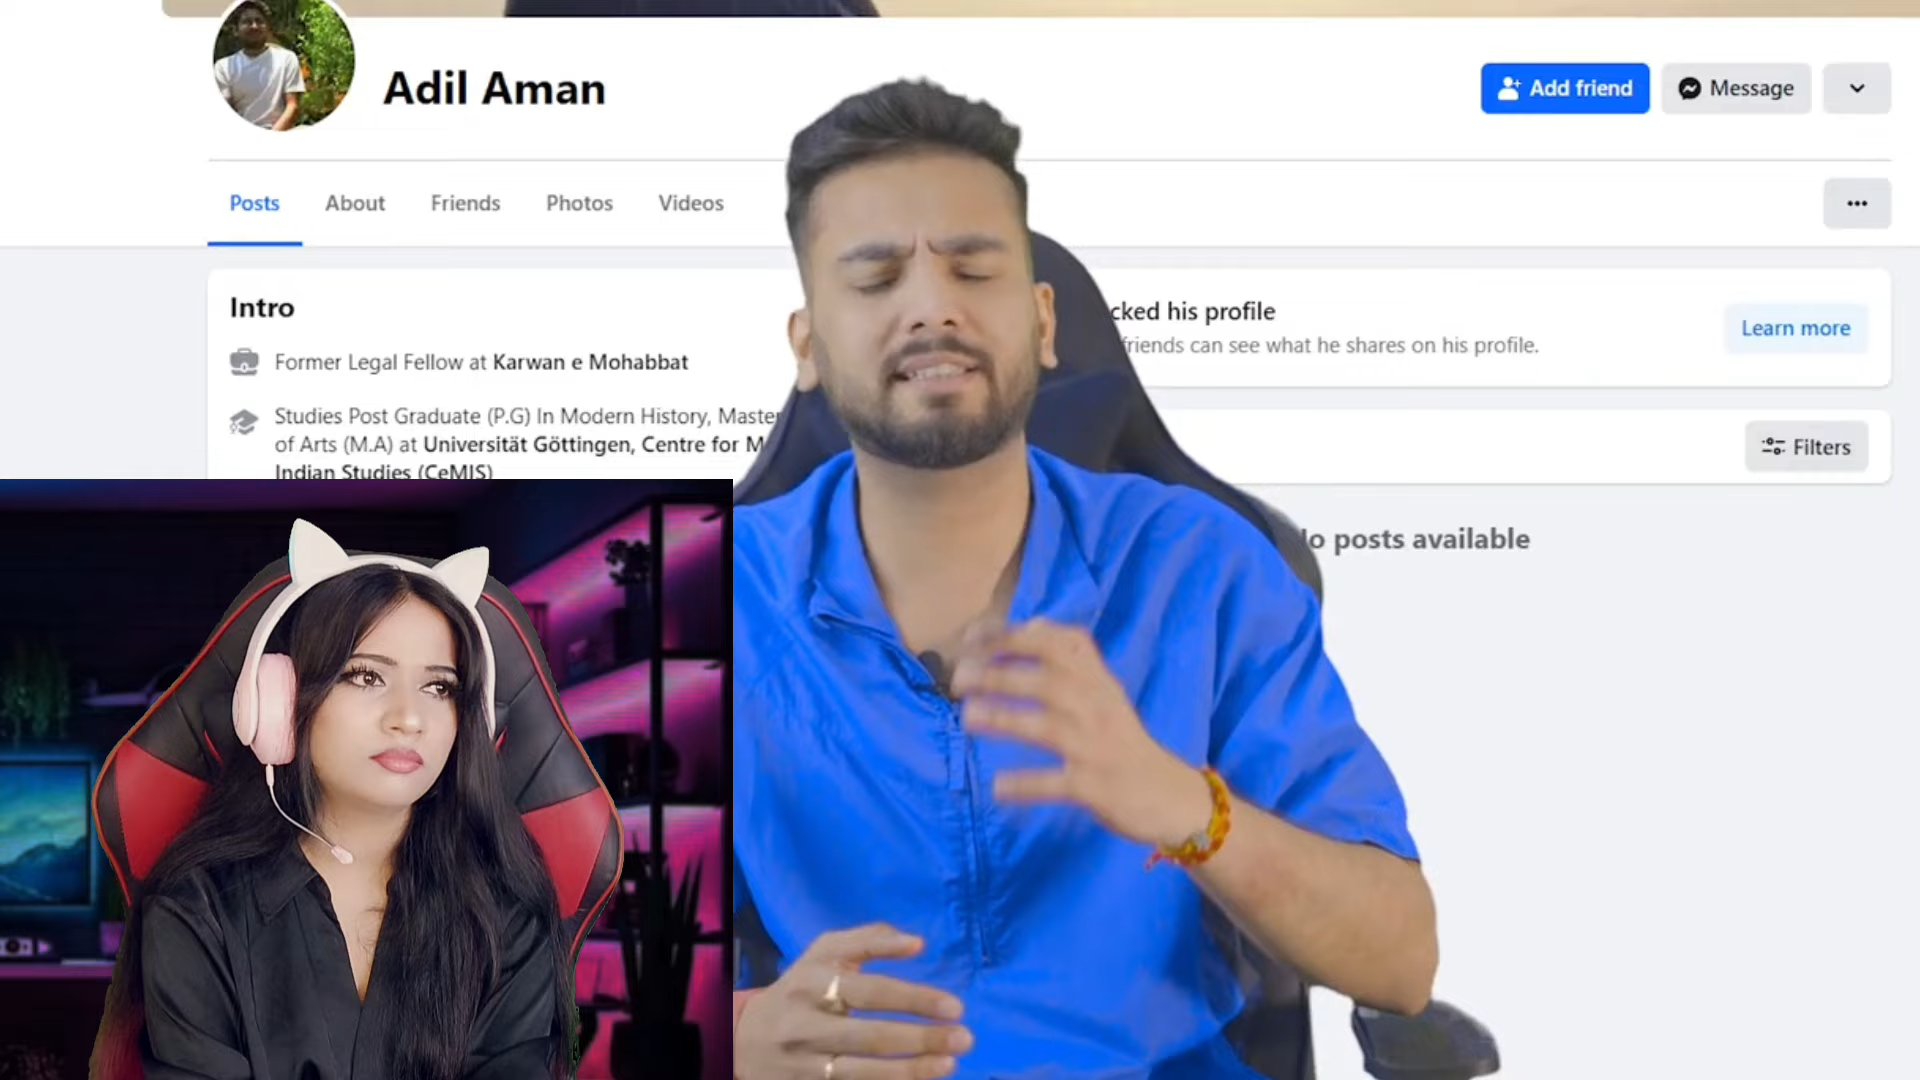 Adil Aman
Add friend
Message
Posts
About
Friends
Photos
Videos
Intro
Former Legal Fellow at Karwan e Mohabbat
Studies Post Graduate (P.G) In Modern History, Master
of Arts (M.A) at Universität Göttingen, Centre for M
Indian Studies (CeMIS)
cked his profile
friends can see what he shares on his profile.
Learn more
Filters
lo posts available